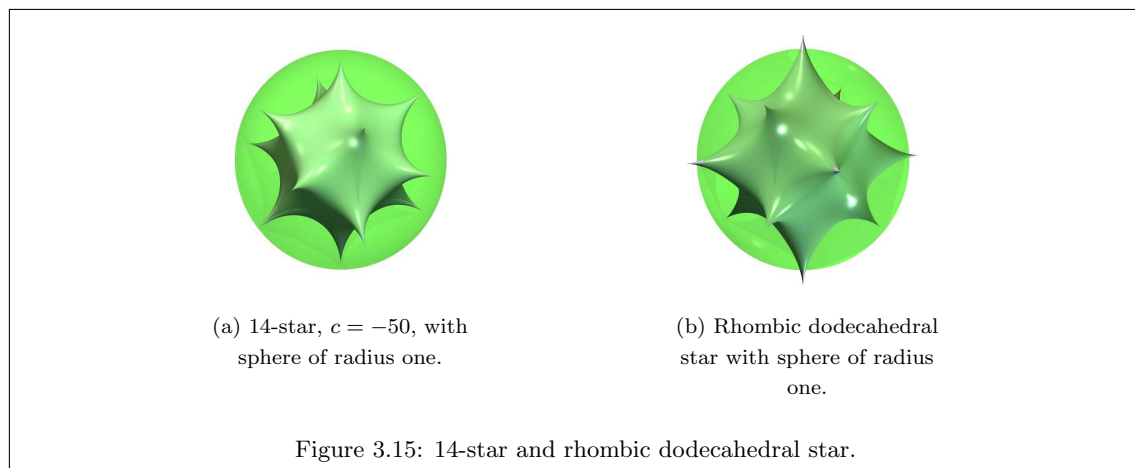 (a) 14-star, c = −50, with
sphere of radius one.
(b) Rhombic dodecahedral
star with sphere of radius
one.
Figure 3.15: 14-star and rhombic dodecahedral star.